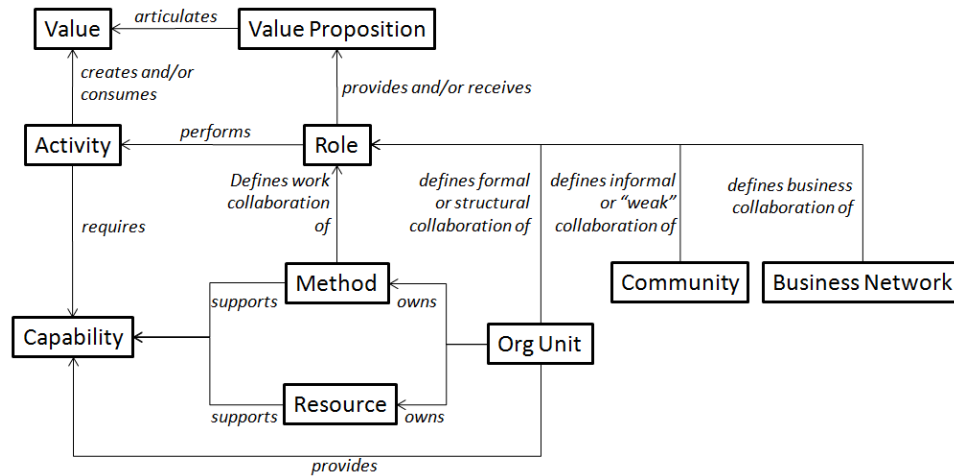 Value
articulates
Value Proposition
creates and/or
consumes
provides and/or receives
Activity
performs
Role
Defines work
collaboration
of
defines formal
or structural
collaboration of
defines informal
or “weak”
collaboration of
defines business
collaboration of
requires
Method
Community
Business Network
supports
owns
Capability
Org Unit
Resource
supports
owns
provides